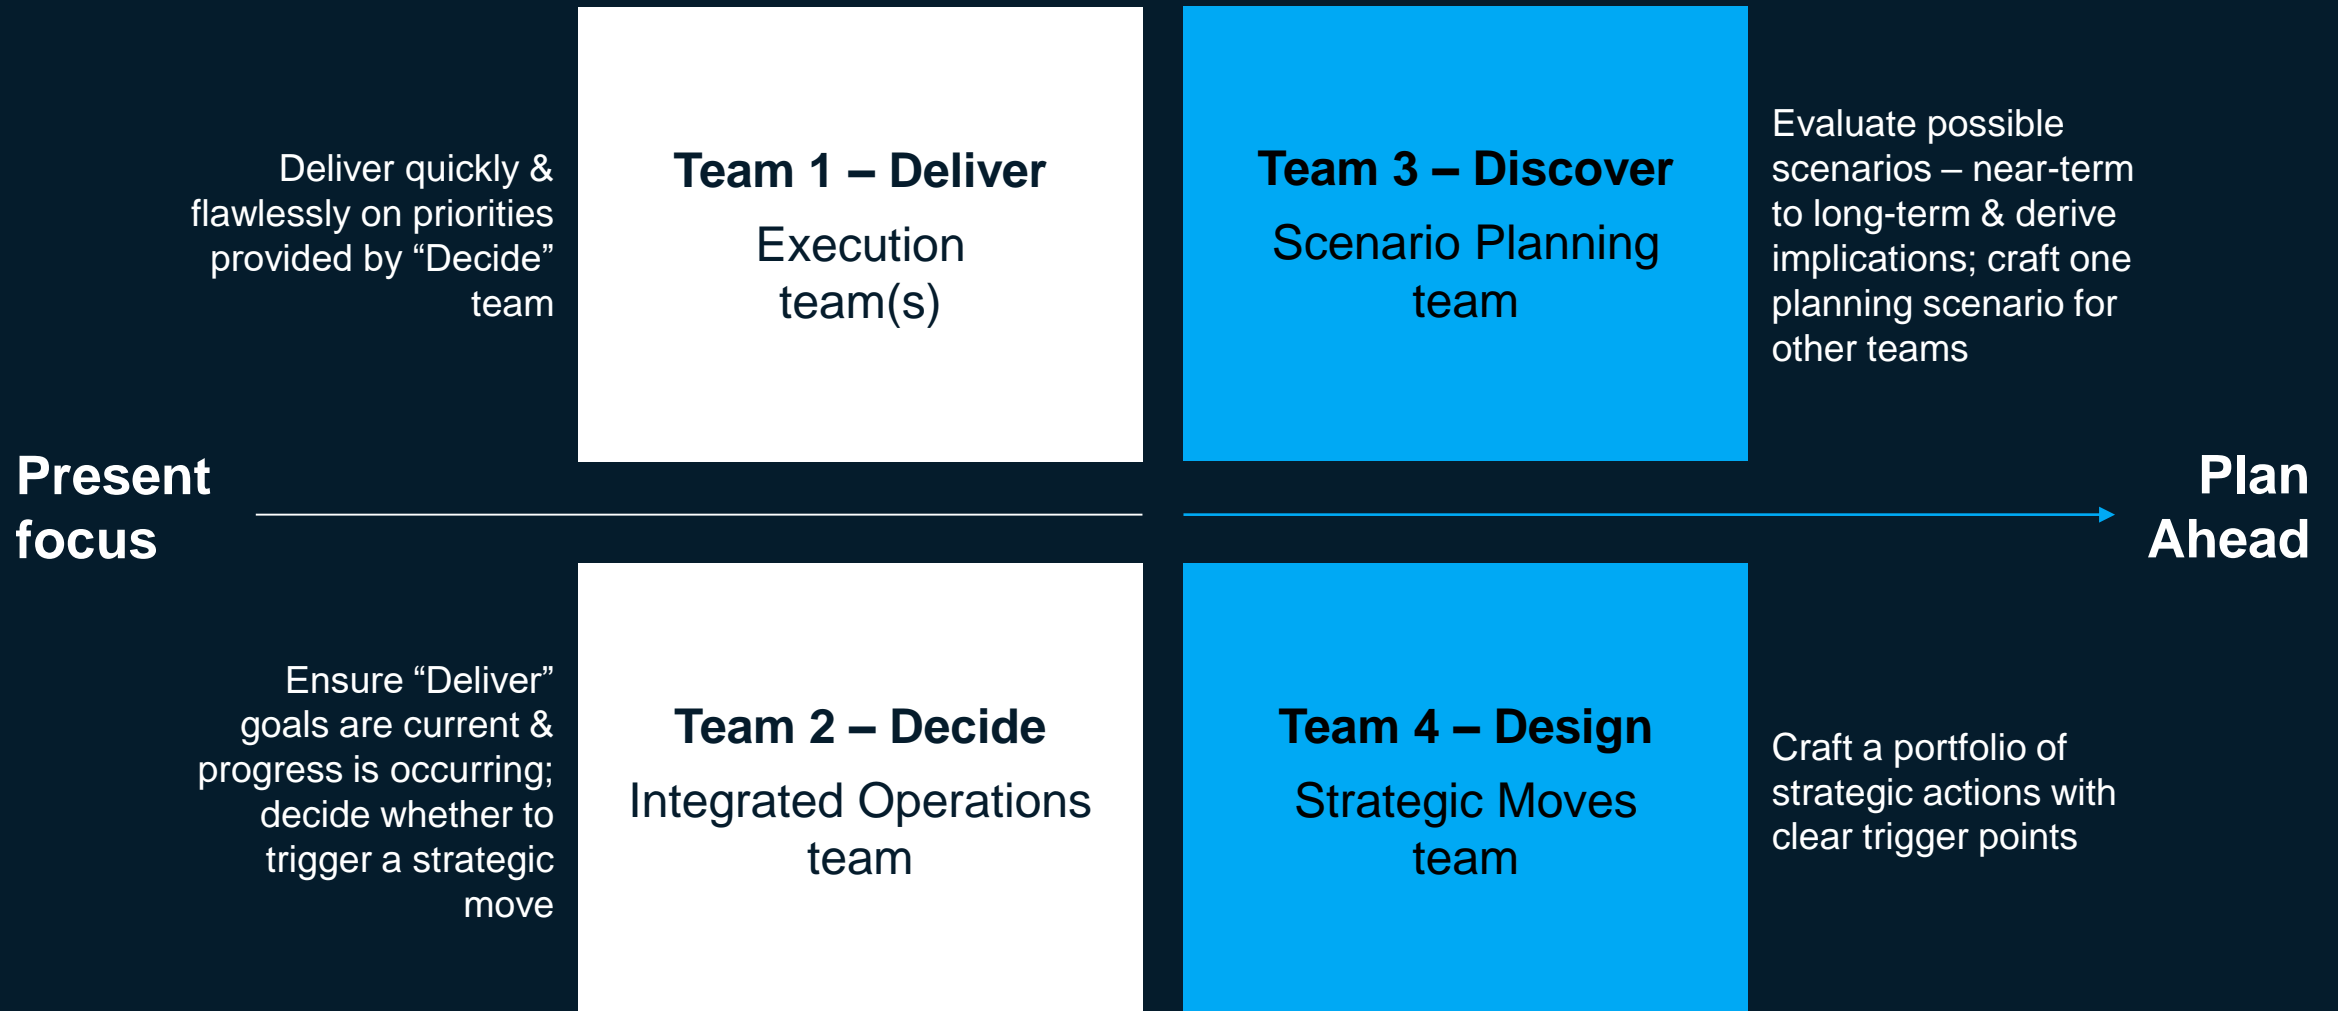 Deliver quickly &
flawlessly on priorities
provided by “Decide”
team
Team 1 – Deliver
Execution
team(s)
Team 3 – Discover
Scenario Planning
team
Evaluate possible
scenarios – near-term
to long-term & derive
implications; craft one
planning scenario for
other teams
Present
focus
Plan
Ahead
Ensure “Deliver”
goals are current &
progress is occurring;
decide whether to
trigger a strategic
move
Team 2 – Decide
Integrated Operations
team
Team 4 – Design
Strategic Moves
team
Craft a portfolio of
strategic actions with
clear trigger points